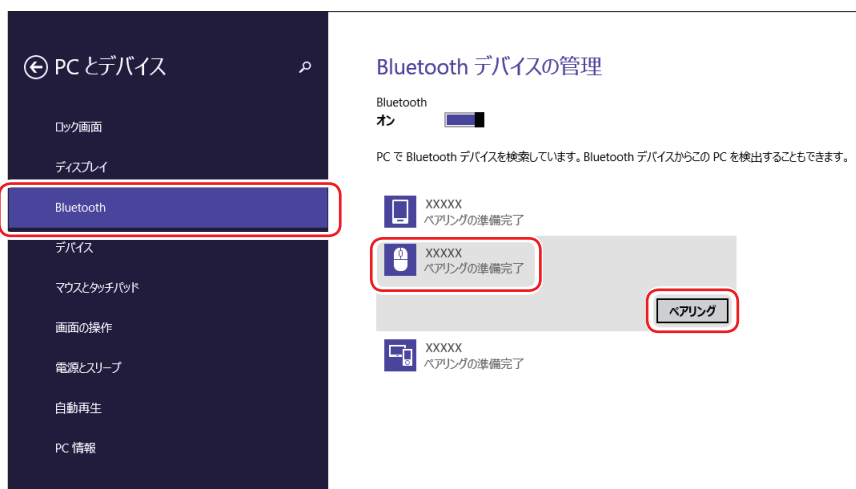 PC とデバイス
ロック画面
ディスプレイ
Bluetooth
デバイス
マウスとタッチパッド
画面の操作
電源とスリープ
自動再生
PC 情報
Bluetooth デバイスの管理
Bluetooth
オン
PC で Bluetooth デバイスを検索しています。Bluetooth デバイスからこの PC を検出することもできます。
XXXXX
ペアリングの準備完了
XXXXX
ペアリングの準備完了
ペアリング
XXXXX
ペアリングの準備完了